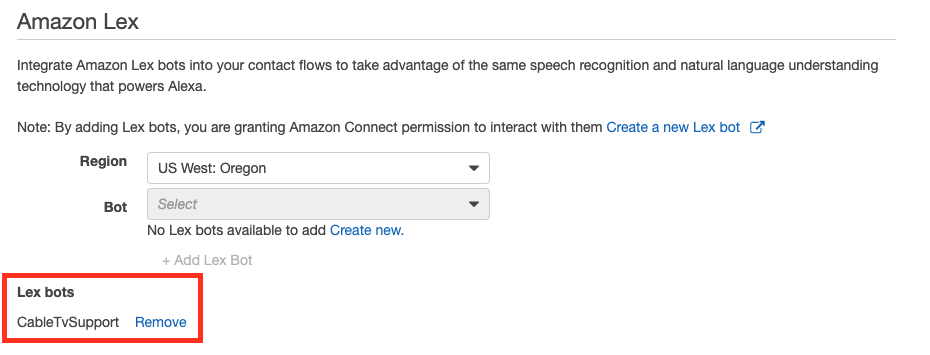 Amazon Lex
Integrate Amazon Lex bots into your contact flows to take advantage of the same speech recognition and natural language understanding
technology that powers Alexa.
Note: By adding Lex bots, you are granting Amazon Connect permission to interact with them Create a new Lex bot
Region US West: Oregon
Bot Select
No Lex bots available to add Create new.
+ Add Lex Bot
Lex bots
CableTvSupport Remove